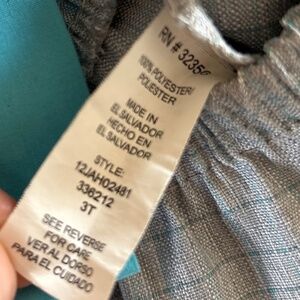 RN # 3235
100% POLYESTER/
POLIESTER
MADE IN
EL SALVADOR
HECHO EN
EL SALVADOR
STYLE:
12JAH02481
336212
3T
SEE REVERSE
FOR CARE
VER AL DORSO
PARA EL CUIDADO